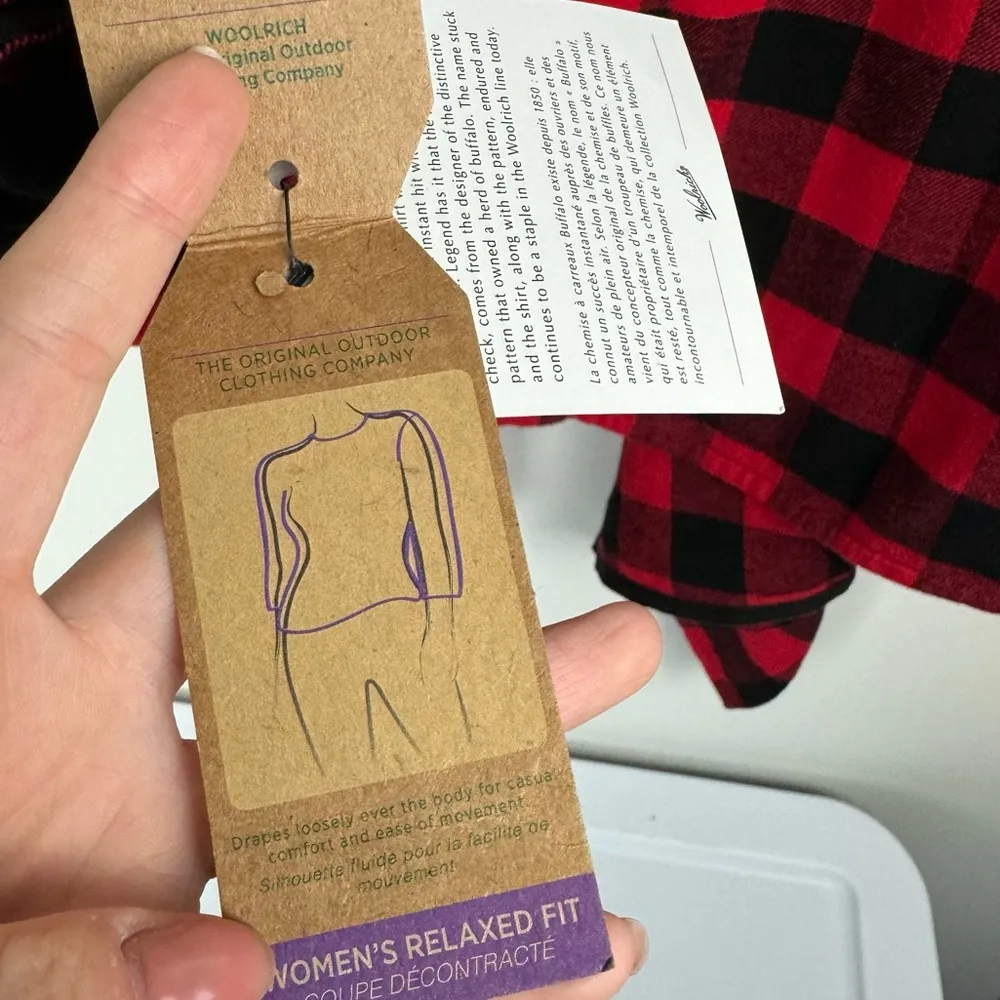 WOOLRICH
iginal Outdoor
ng Company
THE ORIGINAL OUTDOOR
CLOTHING COMPANY
Drapes loosely over the body for casual
comfort and ease of movement
Silhouette fluide pour la facilité de
mouvement
WOMEN'S RELAXED FIT
COUPE DÉCONTRACTÉ
instant hit
Legend has it that the distinctive
check, comes from the designer of the
pattern that owned a herd of buffalo. The name stuck
and the shirt, along with the pattern, endured and
continues to be a staple in the Woolrich line today.
La chemise à carreaux Buffalo existe depuis 1850 : elle
connut un succès instantané auprès des ouvriers et des
amateurs de plein air. Selon la légende, le nom « Buffalo »
vient du concepteur original de la chemise et de son motif,
qui était propriétaire d'un troupeau de buffles. Ce nom nous
est resté, tout comme la chemise, qui demeure un élément
incontournable et intemporel de la collection Woolrich.
Woolrich